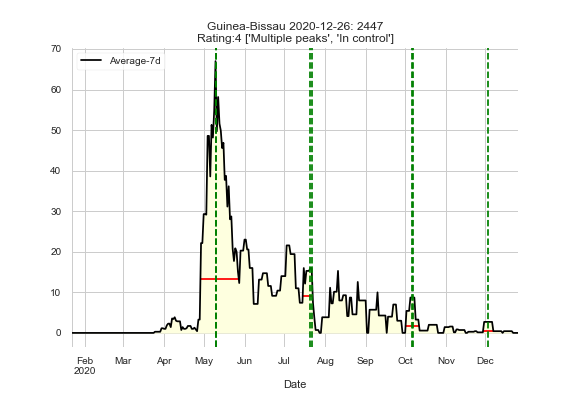 Guinea-Bissau 2020-12-26: 2447
Rating:4 ['Multiple peaks', 'In control']
Average-7d
70
60
50
40
30
20
10
0
Feb Mar Apr May Jun Jul Aug Sep Oct Nov Dec
2020
Date